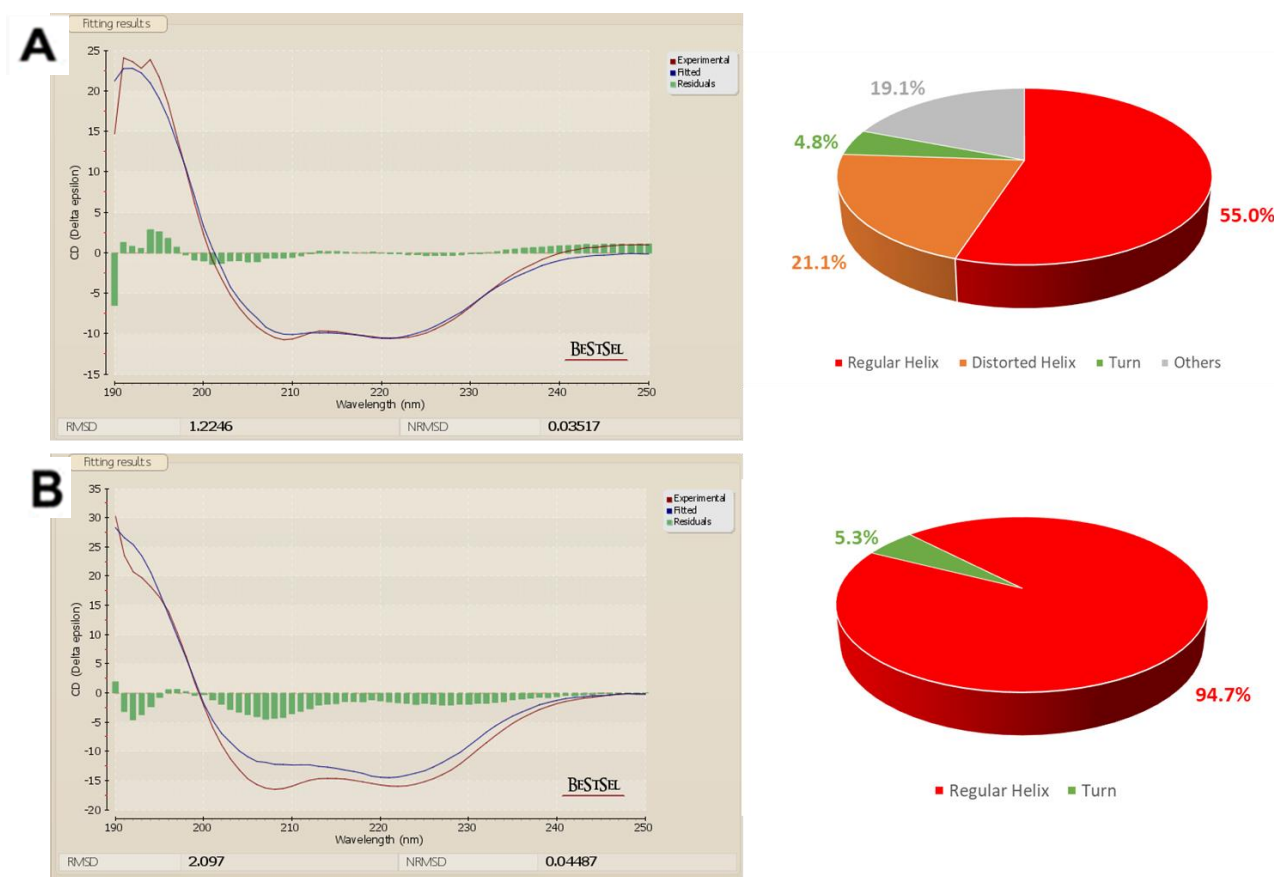 A
Fitting results
25
20
15
10
5
0
-5
-10
-15
CD (Delta epsilon)
190 200 210 220 230 240 250
Wavelength (nm)
Experimental
Fitted
Residuals
BESTSEL
RMSD 1.2246 NRMSD 0.03517
19.1%
4.8%
21.1%
55.0%
Regular Helix Distorted Helix Turn Others
B
Fitting results
35
30
25
20
15
10
5
0
-5
-10
-15
-20
CD (Delta epsilon)
190 200 210 220 230 240 250
Wavelength (nm)
Experimental
Fitted
Residuals
BESTSEL
RMSD 2.097 NRMSD 0.04487
5.3%
94.7%
Regular Helix Turn